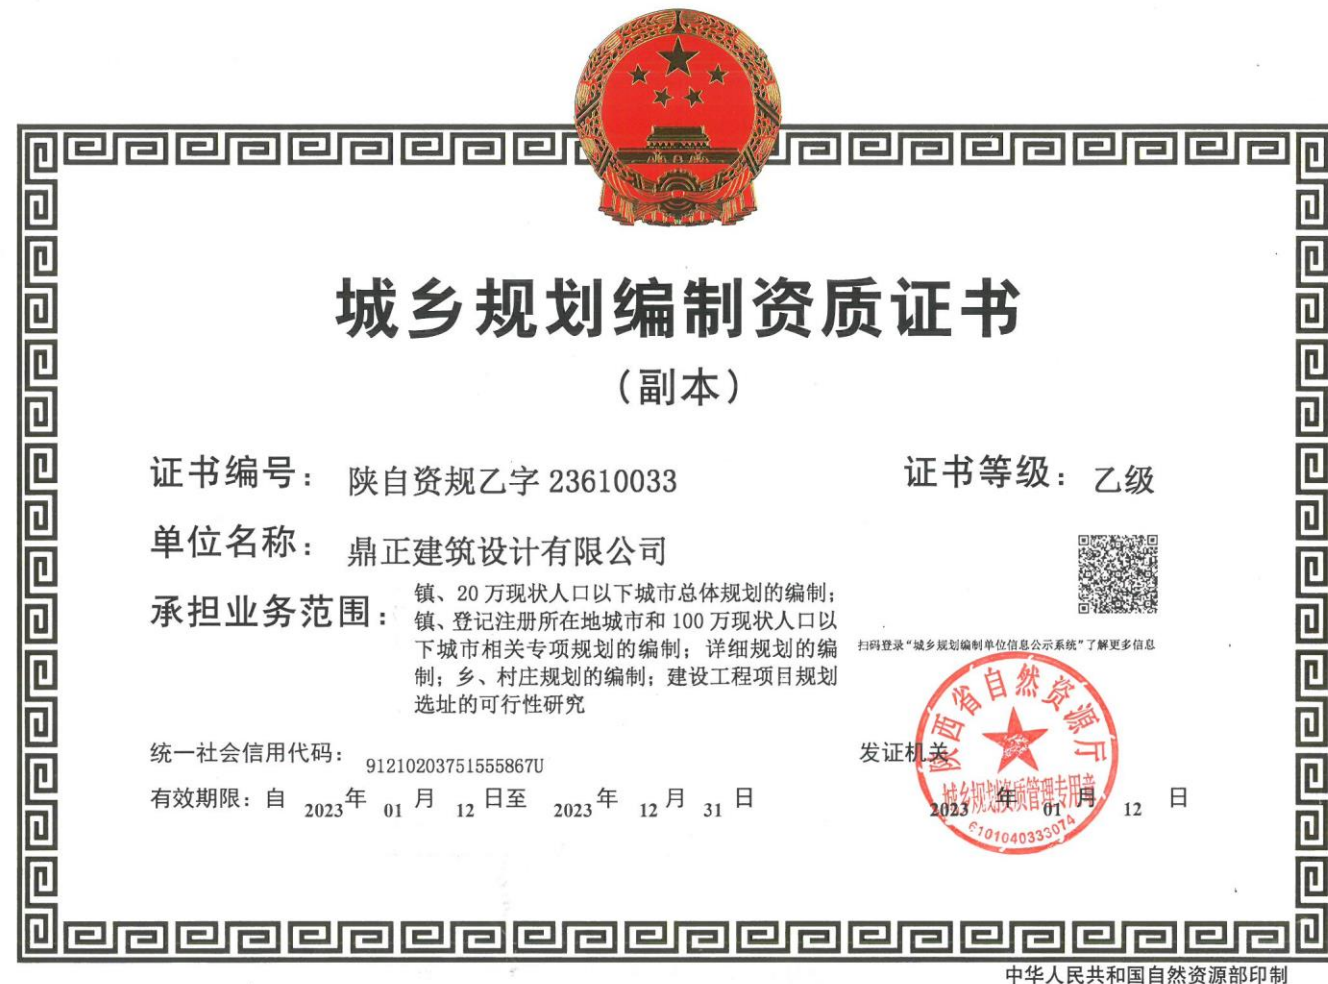 城乡规划编制资质证书
（副本）
证书编号： 陕自资规乙字 23610033
证书等级： 乙级
单位名称： 鼎正建筑设计有限公司
承担业务范围： 镇、20 万现状人口以下城市总体规划的编制；
镇、登记注册所在地城市和 100 万现状人口以
下城市相关专项规划的编制；详细规划的编
制；乡、村庄规划的编制；建设工程项目规划
选址的可行性研究
扫码登录“城乡规划编制单位信息公示系统”了解更多信息
统一社会信用代码： 91210203751555867U
发证机关
陕西省自然资源厅
城乡规划资质管理专用章
6101040333074
有效期限：自 2023年 01 月 12 日至 2023年 12 月 31 日
2023 年 01 月 12 日
中华人民共和国自然资源部印制